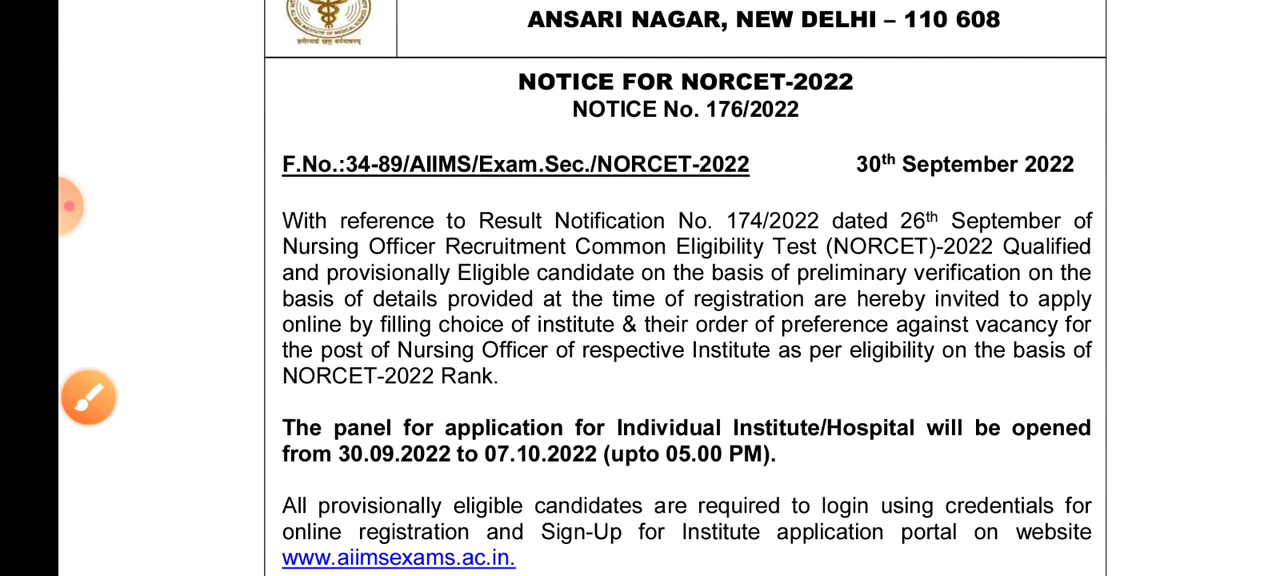 शरीरमाद्यं खलु धर्मसाधनम्
ANSARI NAGAR, NEW DELHI – 110 608
NOTICE FOR NORCET-2022
NOTICE No. 176/2022
F.No.:34-89/AIIMS/Exam.Sec./NORCET-2022 30th September 2022
With reference to Result Notification No. 174/2022 dated 26th September of
Nursing Officer Recruitment Common Eligibility Test (NORCET)-2022 Qualified
and provisionally Eligible candidate on the basis of preliminary verification on the
basis of details provided at the time of registration are hereby invited to apply
online by filling choice of institute & their order of preference against vacancy for
the post of Nursing Officer of respective Institute as per eligibility on the basis of
NORCET-2022 Rank.
The panel for application for Individual Institute/Hospital will be opened
from 30.09.2022 to 07.10.2022 (upto 05.00 PM).
All provisionally eligible candidates are required to login using credentials for
online registration and Sign-Up for Institute application portal on website
www.aiimsexams.ac.in.